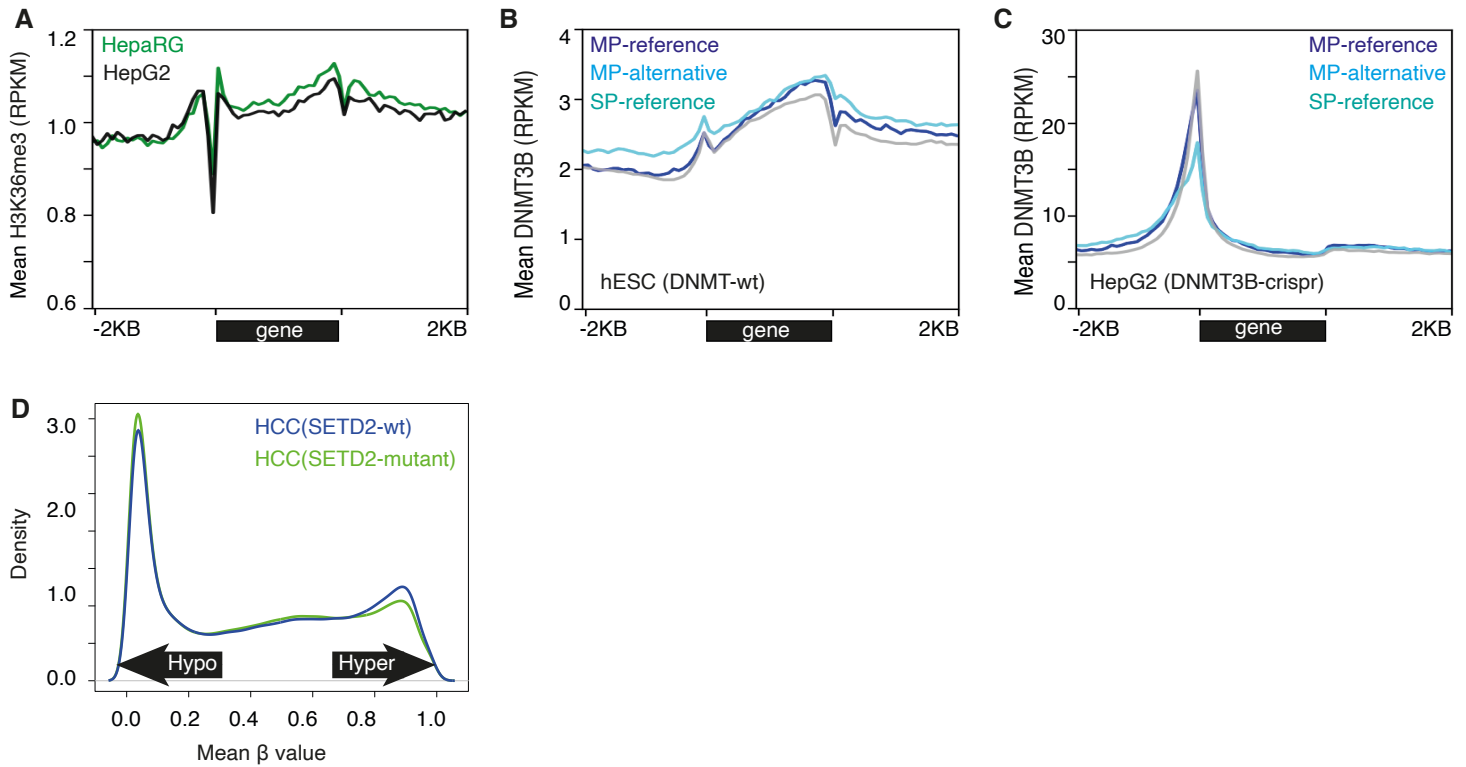 A
Mean H3K36me3 (RPKM)
1.2
1.0
0.8
0.6
HepaRG
HepG2
-2KB
gene
2KB
B
Mean DNMT3B (RPKM)
4
3
2
1
0
MP-reference
MP-alternative
SP-reference
hESC (DNMT-wt)
-2KB
gene
2KB
C
Mean DNMT3B (RPKM)
30
20
10
0
MP-reference
MP-alternative
SP-reference
HepG2 (DNMT3B-crispr)
-2KB
gene
2KB
D
Density
3.0
2.0
1.0
0.0
HCC(SETD2-wt)
HCC(SETD2-mutant)
Hypo
Hyper
0.0 0.2 0.4 0.6 0.8 1.0
Mean β value